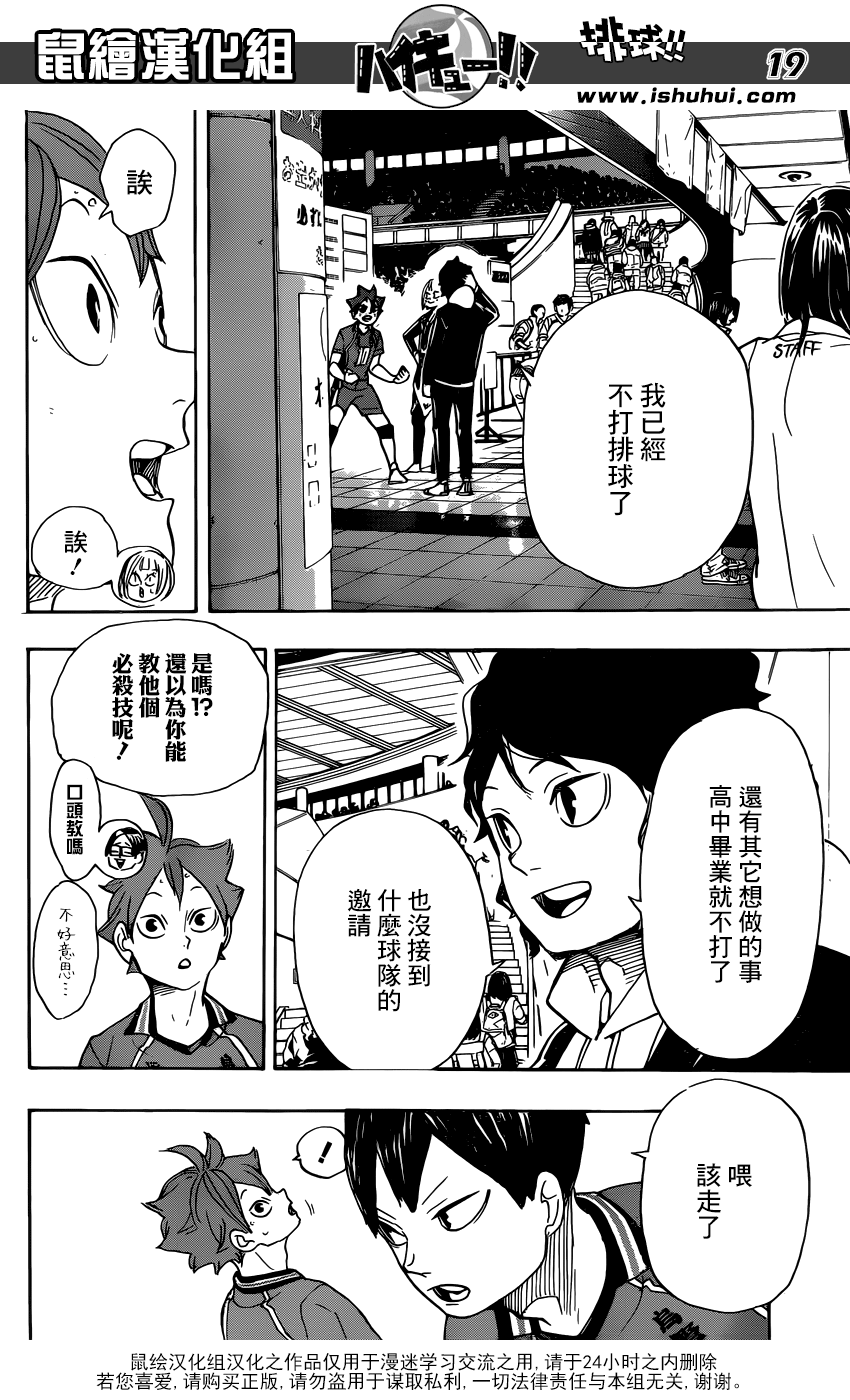 鼠繪漢化組
ハイキュー!!
排球!!
19
www.ishuhui.com
我已經
不打排球了
STAFF
10
誒
誒!
還有其它想做的事
高中畢業就不打了
也沒接到
什麼球隊的
邀請
是嗎!?
還以為你能
教他個
必殺技呢!
口頭教嗎
不好意思…
喂
該走了
!
鼠绘汉化组汉化之作品仅用于漫迷学习交流之用,请于24小时之内删除
若您喜爱,请购买正版,请勿盗用于谋取私利,一切法律责任与本组无关,谢谢。